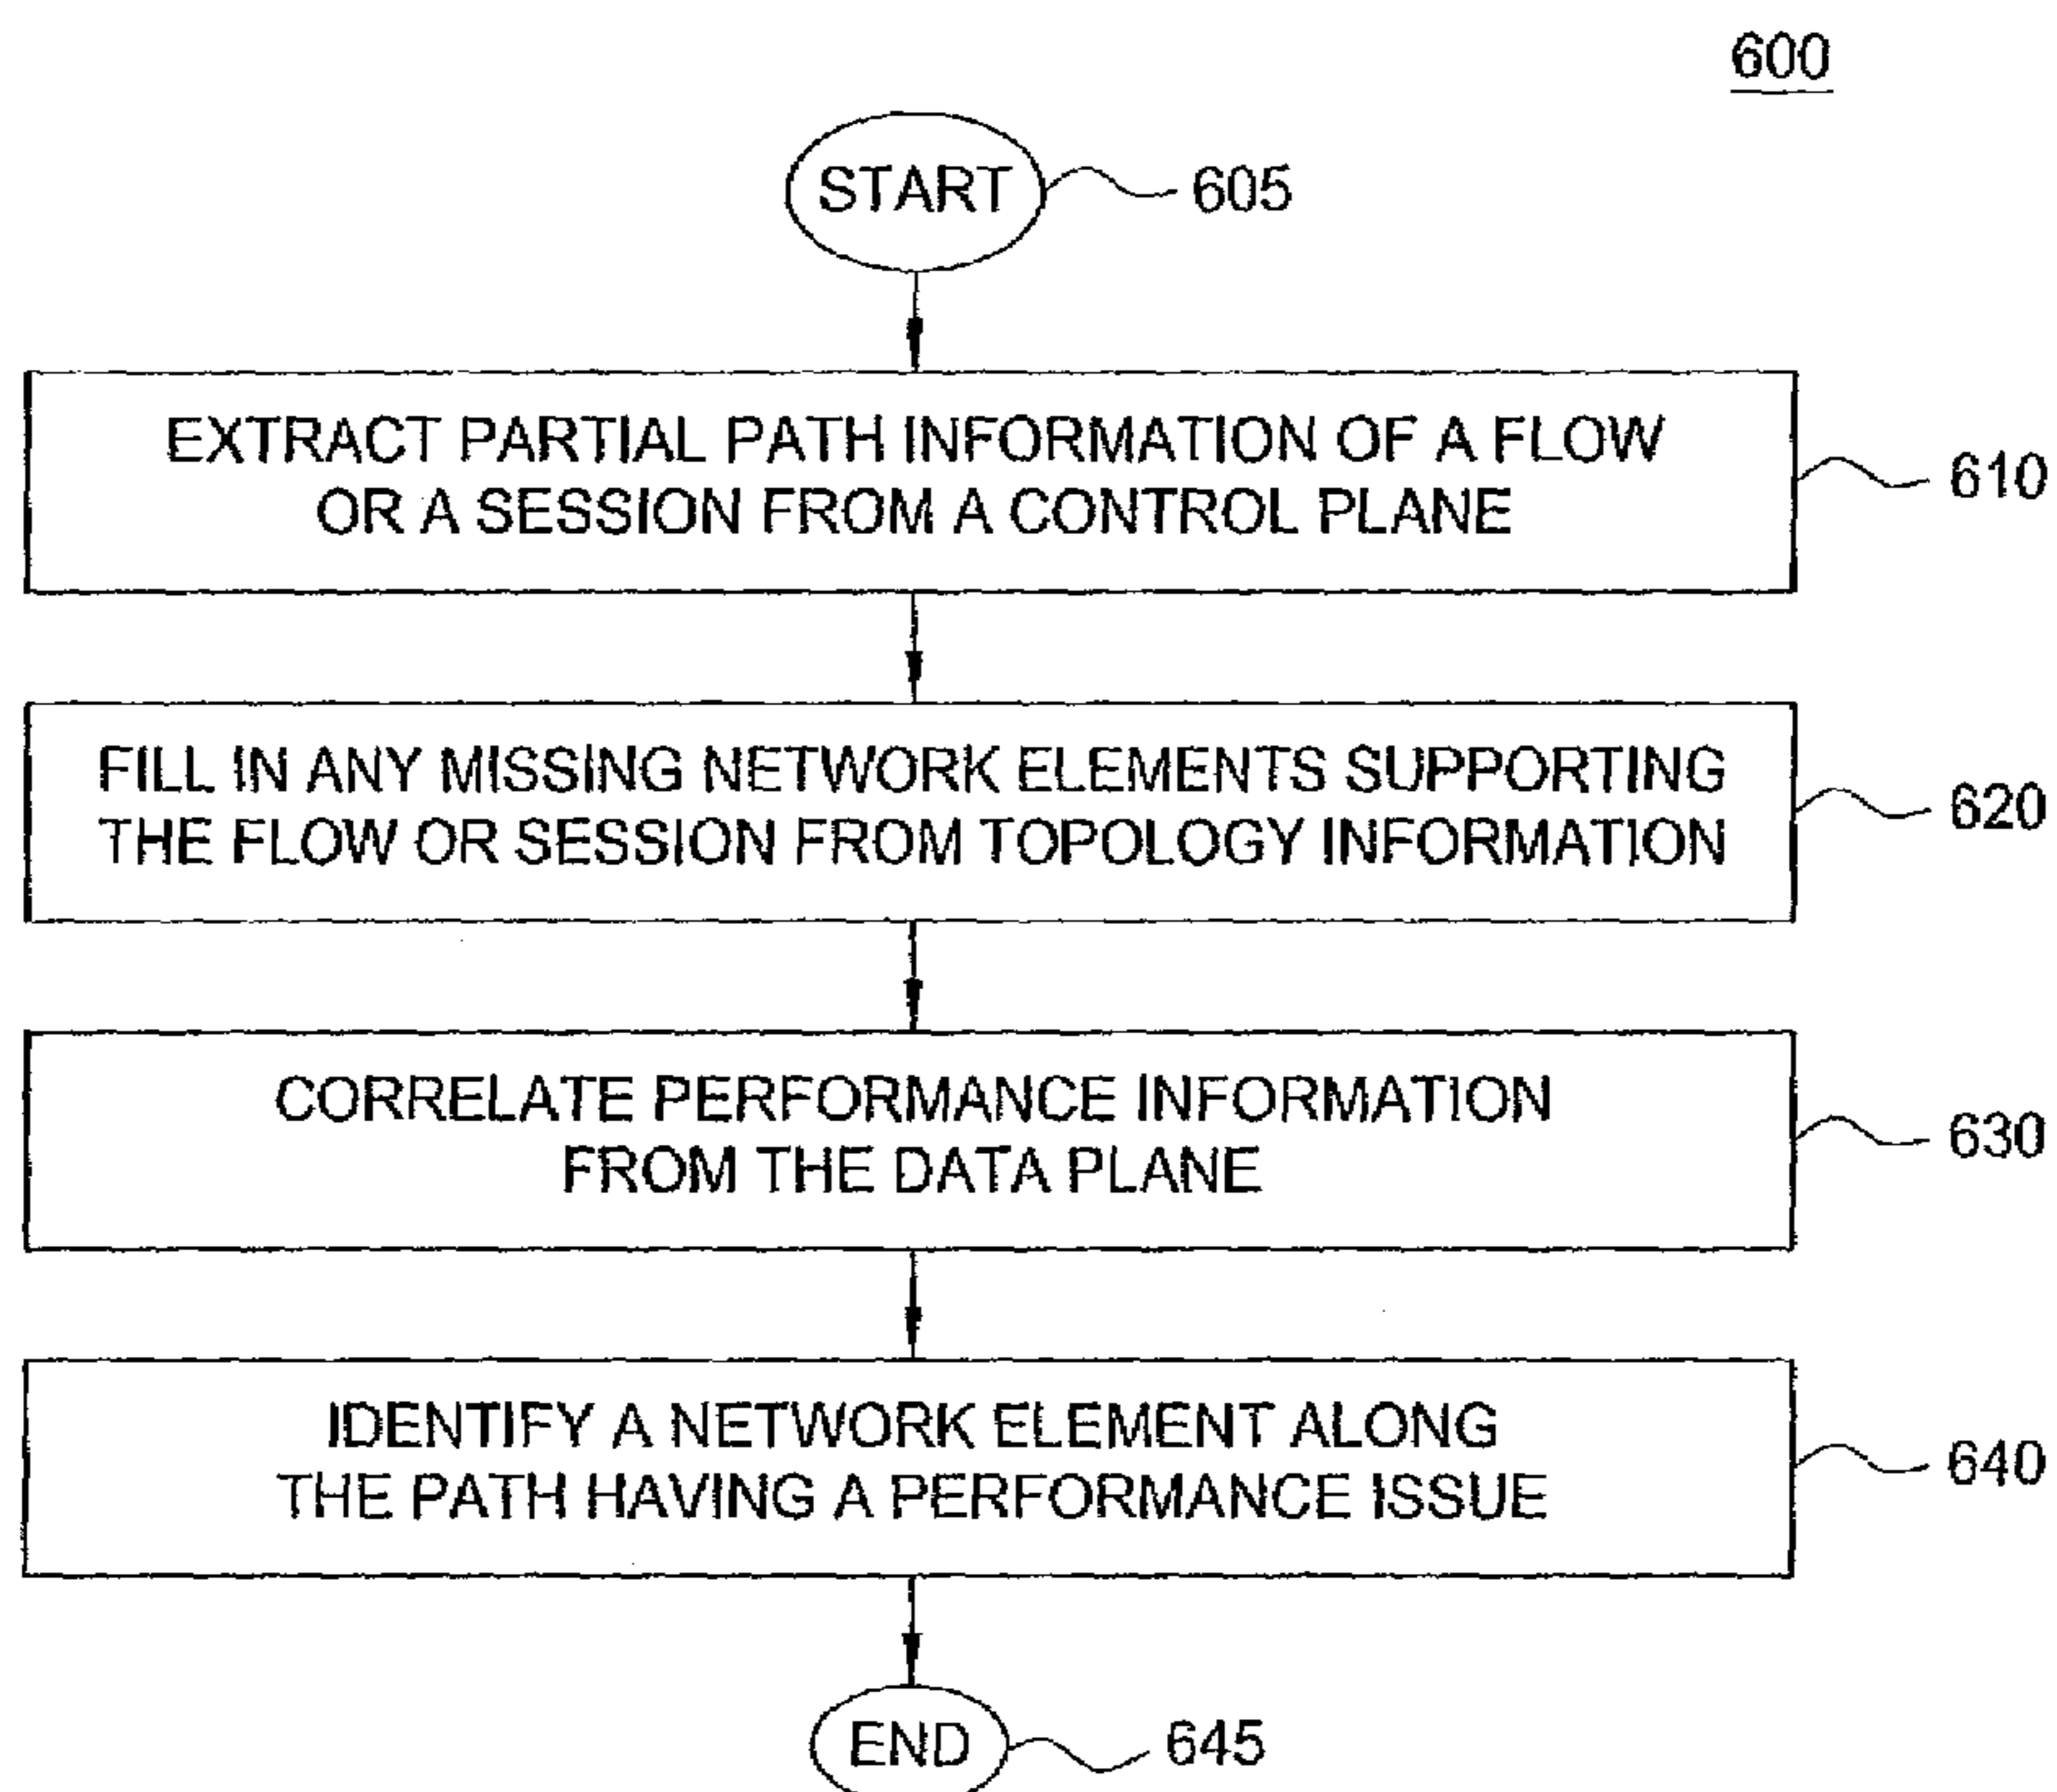 600
START
605
EXTRACT PARTIAL PATH INFORMATION OF A FLOW
OR A SESSION FROM A CONTROL PLANE
610
FILL IN ANY MISSING NETWORK ELEMENTS SUPPORTING
THE FLOW OR SESSION FROM TOPOLOGY INFORMATION
620
CORRELATE PERFORMANCE INFORMATION
FROM THE DATA PLANE
630
IDENTIFY A NETWORK ELEMENT ALONG
THE PATH HAVING A PERFORMANCE ISSUE
640
END
645